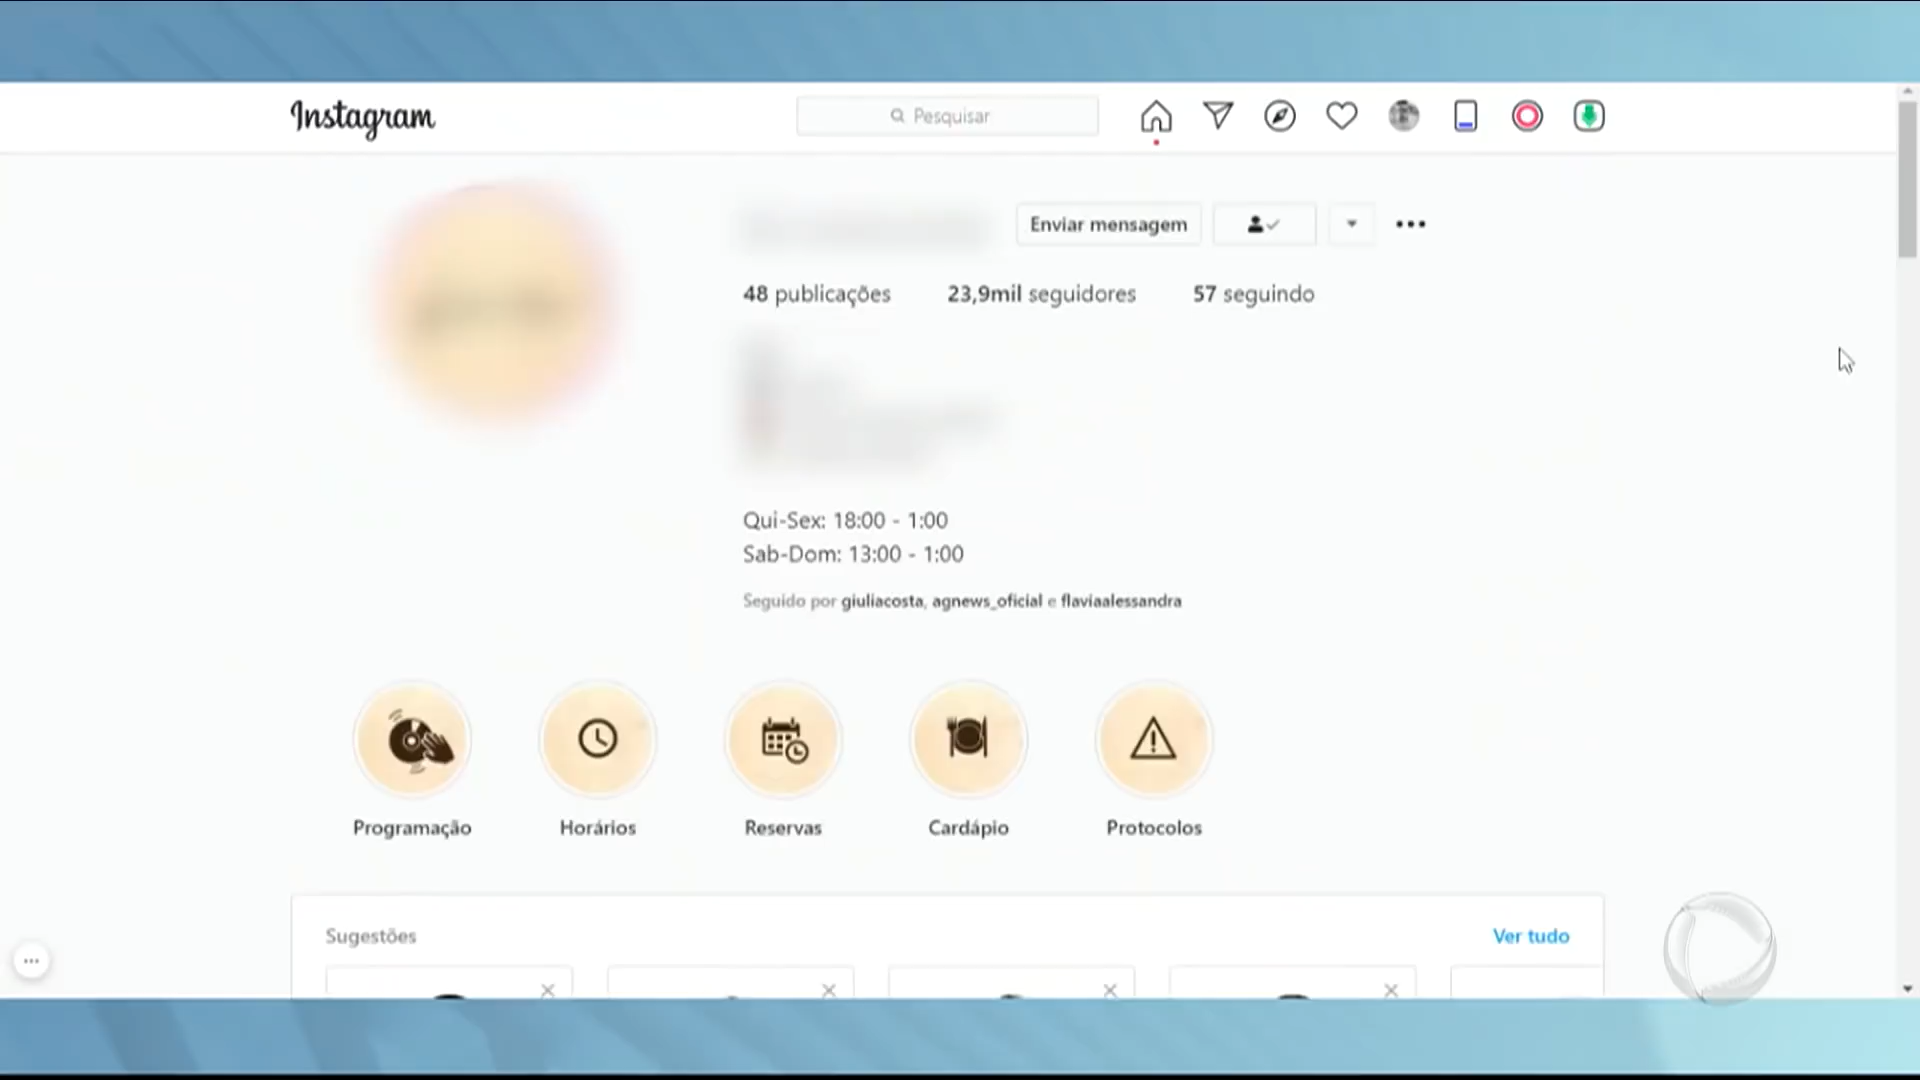 Instagram
Pesquisar
Enviar mensagem
48 publicações 23,9mil seguidores 57 seguindo
Qui-Sex: 18:00 - 1:00
Sab-Dom: 13:00 - 1:00
Seguido por giuliacosta, agnews_oficial e flaviaalessandra
Programação Horários Reservas Cardápio Protocolos
Sugestões Ver tudo